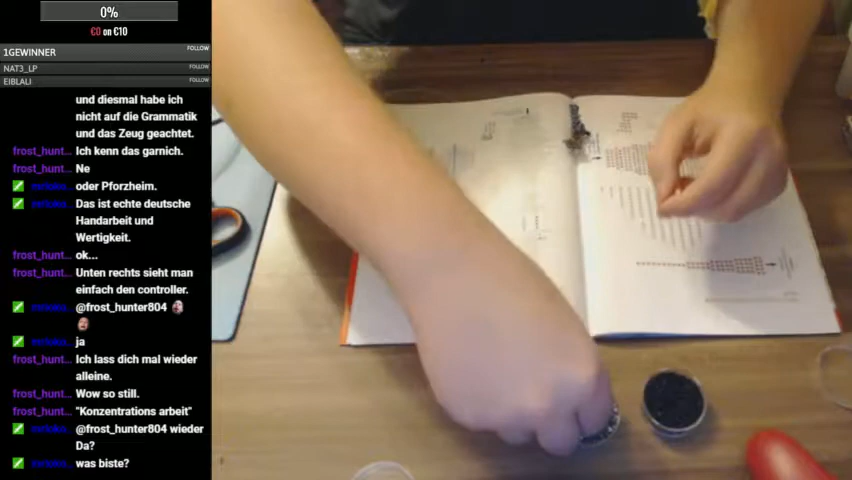 0%
€0 on €10
1GEWINNER FOLLOW
NAT3_LP FOLLOW
EIBLALI FOLLOW
und diesmal habe ich
nicht auf die Grammatik
und das Zeug geachtet.
frost_hunt... Ich kenn das garnich.
frost_hunt... Ne
oder Pforzheim.
Das ist echte deutsche
Handarbeit und
Wertigkeit.
frost_hunt... ok...
frost_hunt... Unten rechts sieht man
einfach den controller.
@frost_hunter804
ja
frost_hunt... Ich lass dich mal wieder
alleine.
frost_hunt... Wow so still.
frost_hunt... "Konzentrations arbeit"
@frost_hunter804 wieder
Da?
was biste?